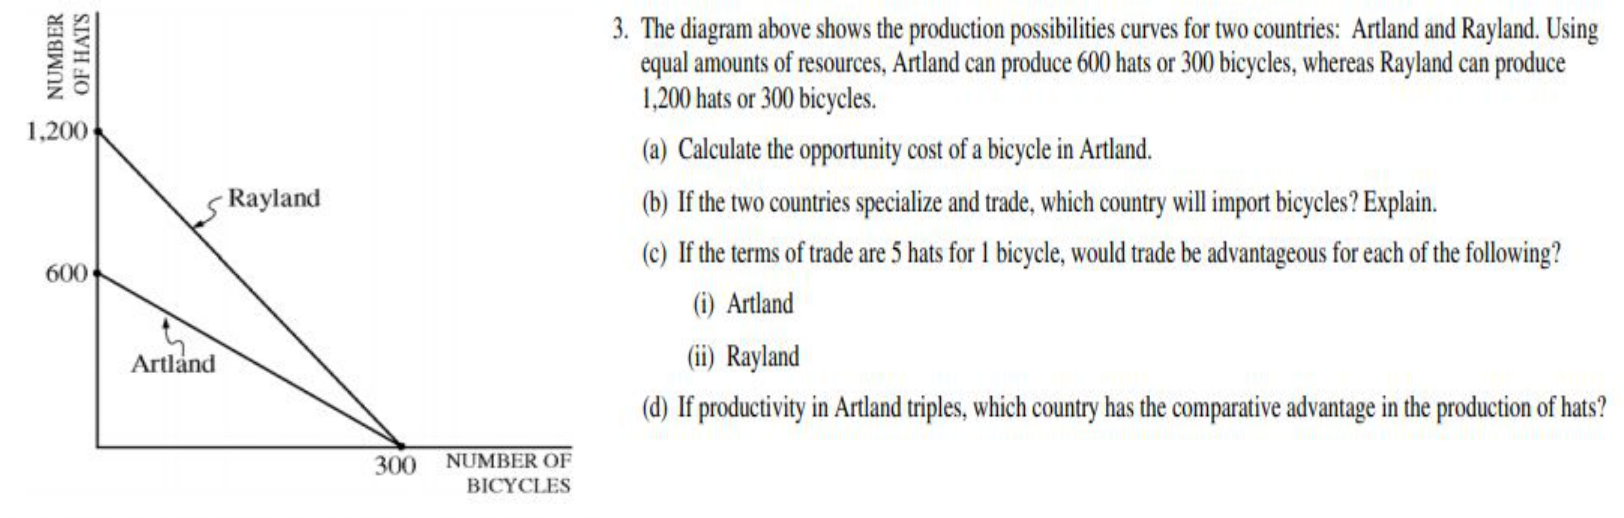 NUMBER
OF HATS
1,200
Rayland
600
Artland
300
NUMBER OF
BICYCLES
3. The diagram above shows the production possibilities curves for two countries: Artland and Rayland. Using
equal amounts of resources, Artland can produce 600 hats or 300 bicycles, whereas Rayland can produce
1,200 hats or 300 bicycles.
(a) Calculate the opportunity cost of a bicycle in Artland.
(b) If the two countries specialize and trade, which country will import bicycles? Explain.
(c) If the terms of trade are 5 hats for 1 bicycle, would trade be advantageous for each of the following?
(i) Artland
(ii) Rayland
(d) If productivity in Artland triples, which country has the comparative advantage in the production of hats?